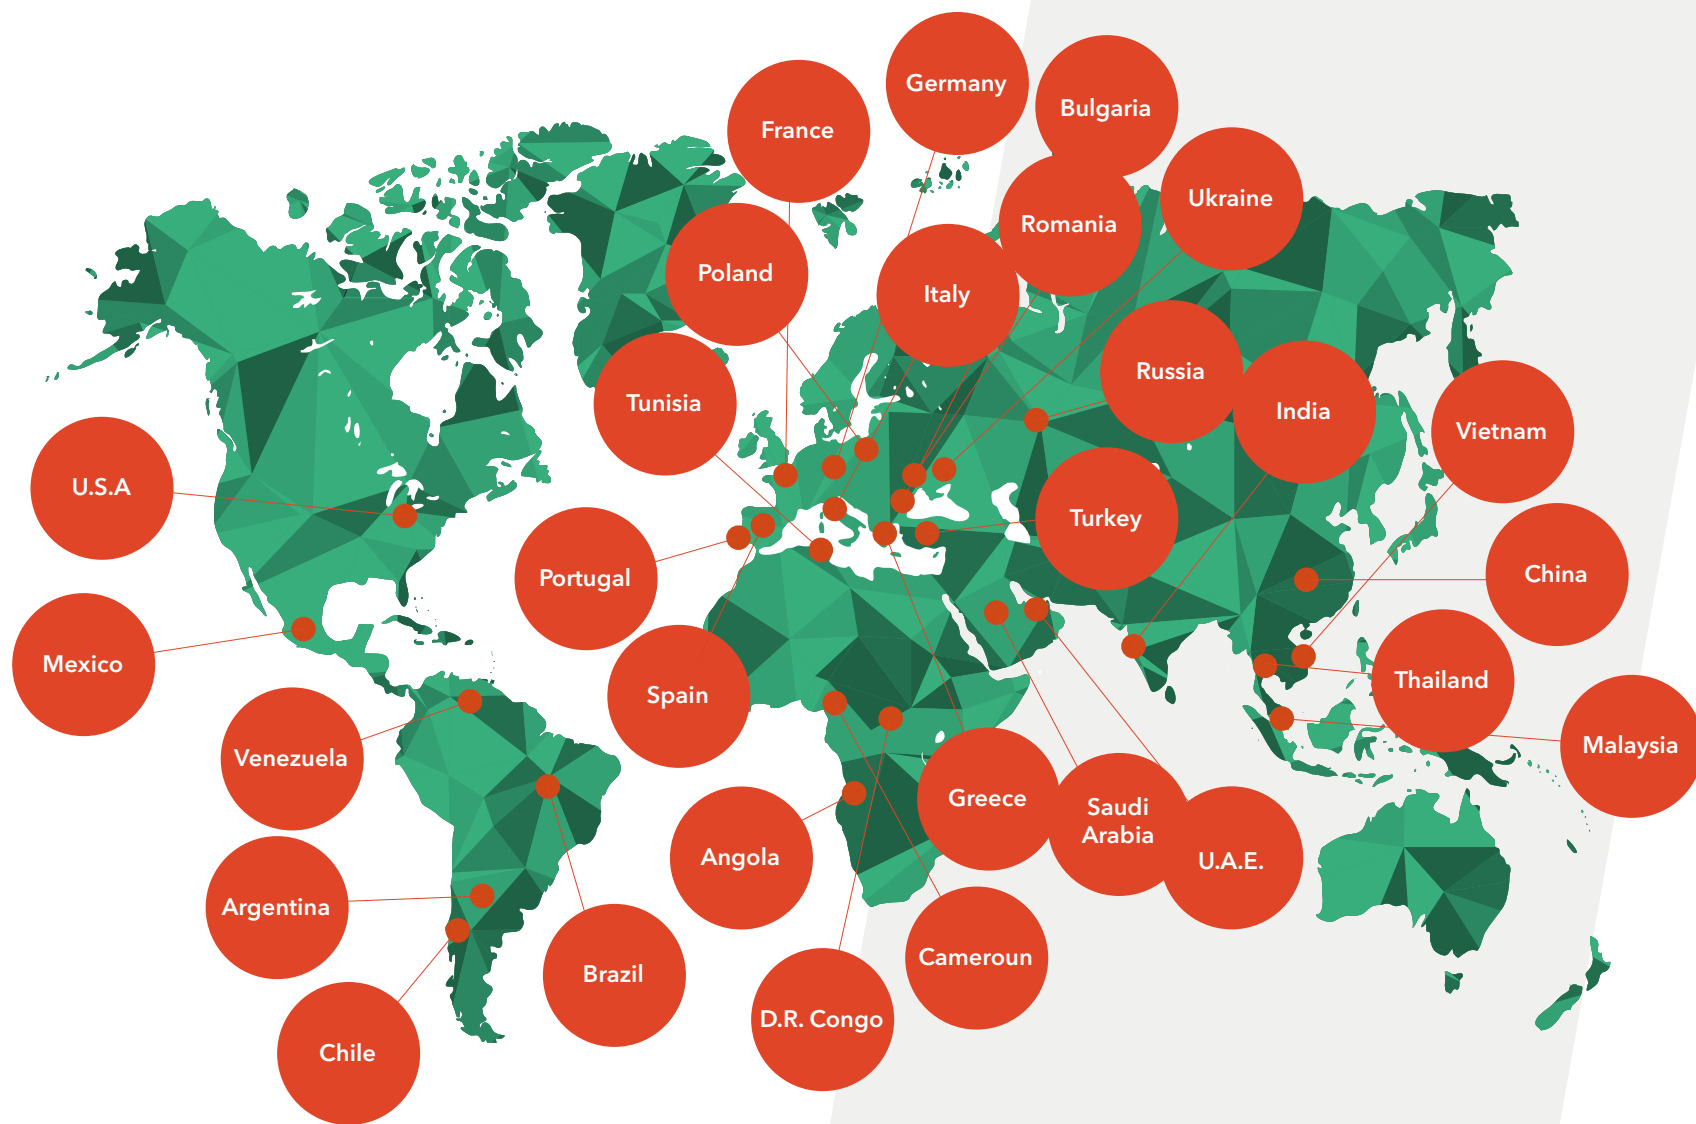 Germany
Bulgaria
France
Ukraine
Romania
Poland
Italy
Russia
Tunisia
India
Vietnam
U.S.A
Turkey
Portugal
China
Mexico
Spain
Thailand
Malaysia
Venezuela
Greece
Saudi
Arabia
Angola
U.A.E.
Argentina
Cameroun
Brazil
D.R. Congo
Chile